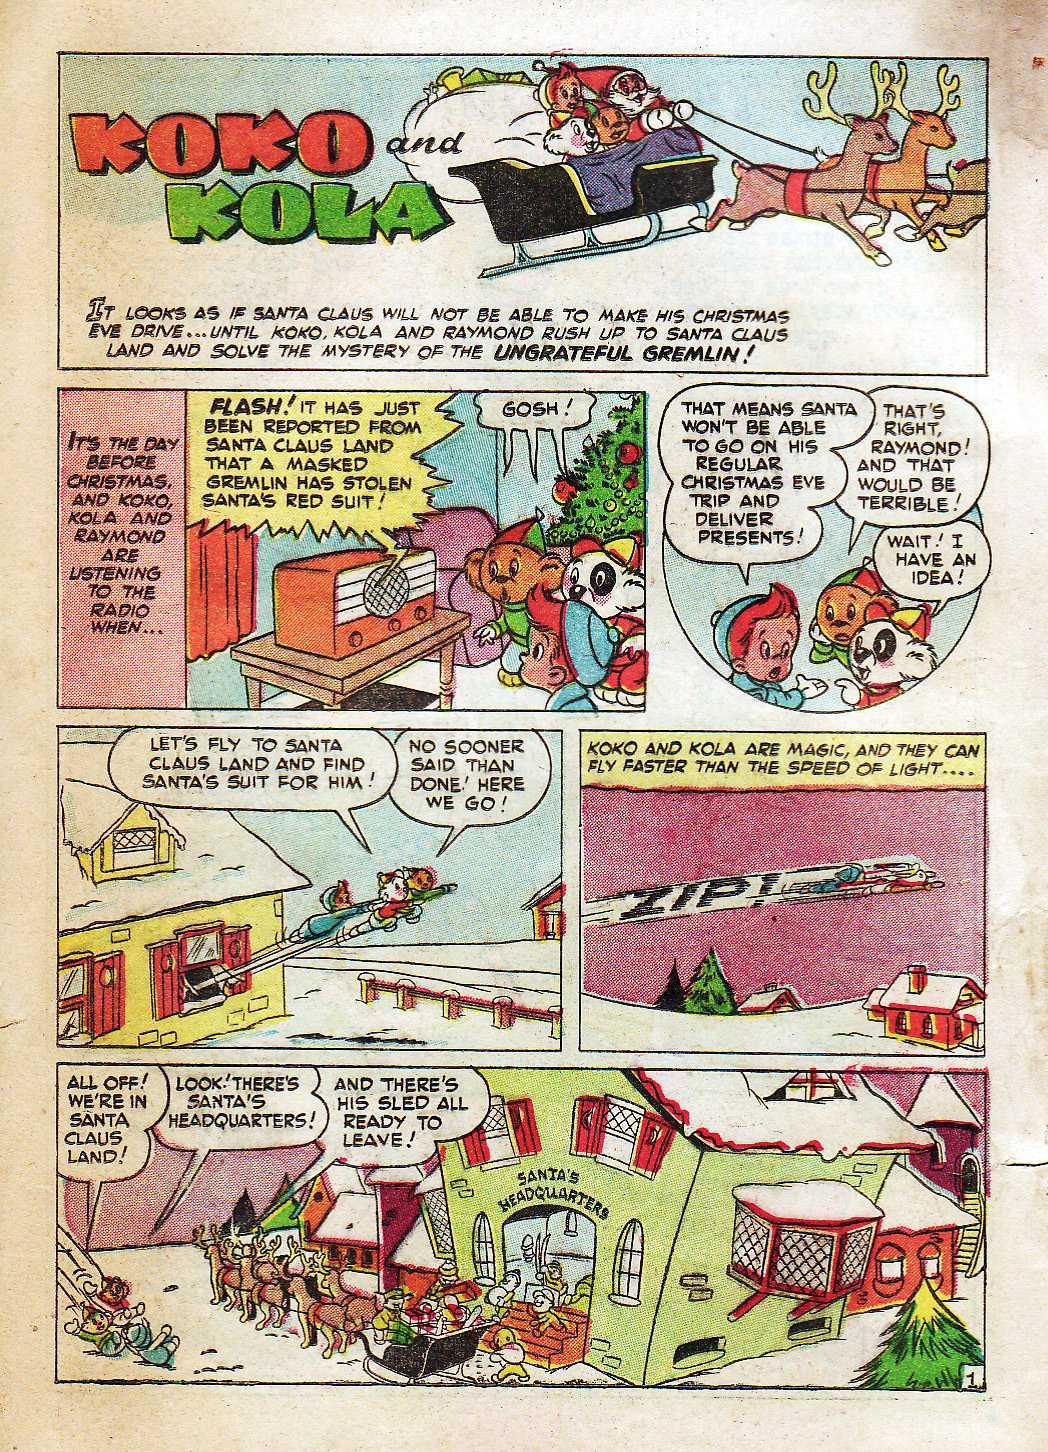 KOKO and
KOLA
IT LOOKS AS IF SANTA CLAUS WILL NOT BE ABLE TO MAKE HIS CHRISTMAS
EVE DRIVE...UNTIL KOKO, KOLA AND RAYMOND RUSH UP TO SANTA CLAUS
LAND AND SOLVE THE MYSTERY OF THE UNGRATEFUL GREMLIN!
IT'S THE DAY
BEFORE
CHRISTMAS,
AND KOKO,
KOLA AND
RAYMOND
ARE
LISTENING
TO THE
RADIO
WHEN...
FLASH! IT HAS JUST
BEEN REPORTED FROM
SANTA CLAUS LAND
THAT A MASKED
GREMLIN HAS STOLEN
SANTA'S RED SUIT!
GOSH!
THAT MEANS SANTA
WON'T BE ABLE
TO GO ON HIS
REGULAR
CHRISTMAS EVE
TRIP AND
DELIVER
PRESENTS!
THAT'S
RIGHT,
RAYMOND!
AND THAT
WOULD BE
TERRIBLE!
WAIT! I
HAVE AN
IDEA!
LET'S FLY TO SANTA
CLAUS LAND AND FIND
SANTA'S SUIT FOR HIM!
NO SOONER
SAID THAN
DONE! HERE
WE GO!
KOKO AND KOLA ARE MAGIC, AND THEY CAN
FLY FASTER THAN THE SPEED OF LIGHT....
ZIP!
ALL OFF!
WE'RE IN
SANTA
CLAUS
LAND!
LOOK! THERE'S
SANTA'S
HEADQUARTERS!
AND THERE'S
HIS SLED ALL
READY TO
LEAVE!
SANTA'S
HEADQUARTERS
1